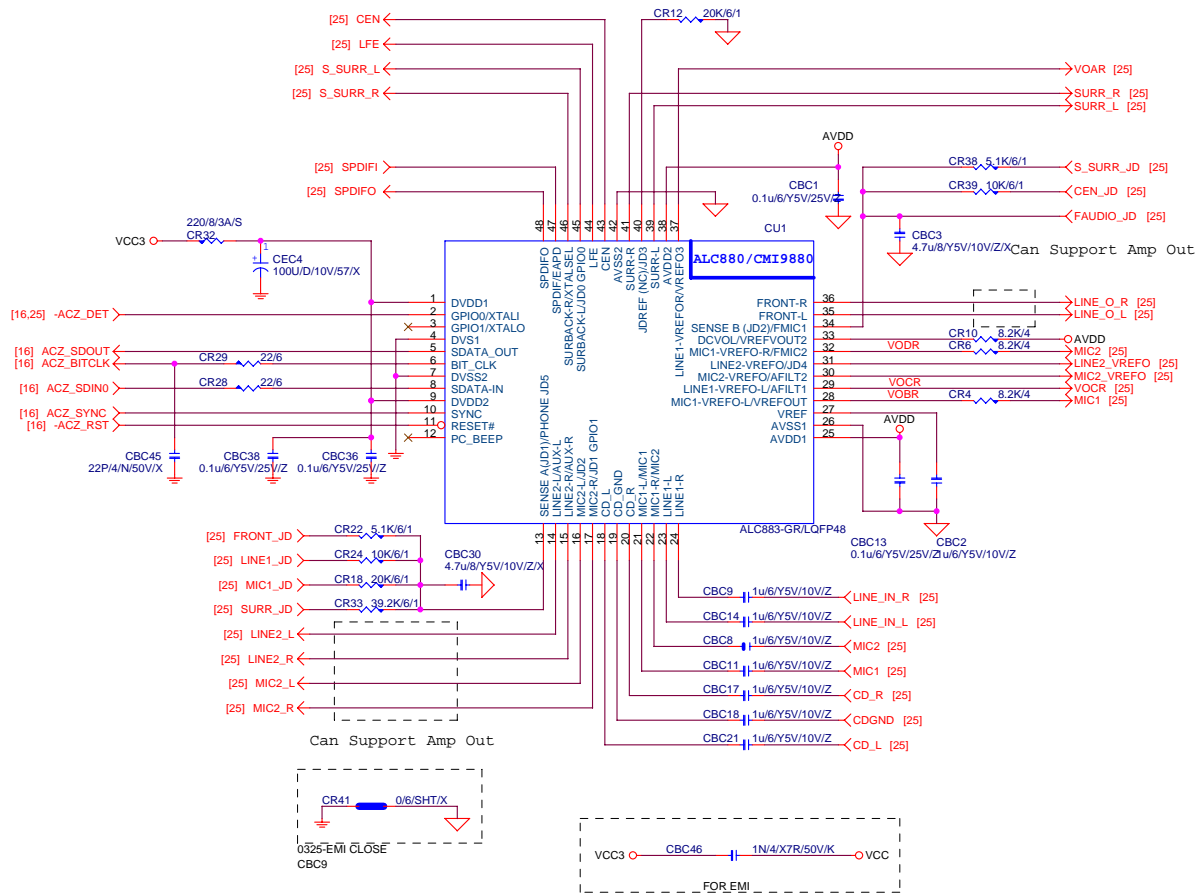 [25] CEN
[25] LFE
[25] S_SURR_L
[25] S_SURR_R
[25] SPDIFI
[25] SPDIFO
CR12 20K/6/1
VOAR [25]
SURR_R [25]
SURR_L [25]
AVDD
CBC1
0.1u/6/Y5V/25V/Z
CR38 5.1K/6/1
S_SURR_JD [25]
CR39 10K/6/1
CEN_JD [25]
FAUDIO_JD [25]
CBC3
4.7u/8/Y5V/10V/Z/X
Can Support Amp Out
220/8/3A/S
CR32
VCC3
1
+
CEC4
100U/D/10V/57/X
48 47 46 45 44 43 42 41 40 39 38 37
CU1
ALC880/CMI9880
SPDIFO
SPDIF/EAPD
SURBACK-R/XTALSEL
SURBACK-L/JD0 GPIO0
LFE
CEN
AVSS2
SURR-R
JDREF (NC)/JD3
SURR-L
AVDD2
LINE1-VREFOR/VREFO3
[16,25] -ACZ_DET
[16] ACZ_SDOUT
[16] ACZ_BITCLK
CR29 22/6
[16] ACZ_SDIN0
CR28 22/6
[16] ACZ_SYNC
[16] -ACZ_RST
1 DVDD1
2 GPIO0/XTALI
3 GPIO1/XTALO
4 DVS1
5 SDATA_OUT
6 BIT_CLK
7 DVSS2
8 SDATA-IN
9 DVDD2
10 SYNC
11 RESET#
12 PC_BEEP
FRONT-R 36
FRONT-L 35
SENSE B (JD2)/FMIC1 34
DCVOL/VREFVOUT2 33
MIC1-VREFO-R/FMIC2 32
LINE2-VREFO/JD4 31
MIC2-VREFO/AFILT2 30
LINE1-VREFO-L/AFILT1 29
MIC1-VREFO-L/VREFOUT 28
VREF 27
AVSS1 26
AVDD1 25
LINE_O_R [25]
LINE_O_L [25]
CR10 8.2K/4
AVDD
VODR
CR6 8.2K/4
MIC2 [25]
LINE2_VREFO [25]
MIC2_VREFO [25]
VOCR
VOCR [25]
VOBR
CR4 8.2K/4
MIC1 [25]
AVDD
CBC45
22P/4/N/50V/X
CBC38
0.1u/6/Y5V/25V/Z
CBC36
0.1u/6/Y5V/25V/Z
SENSE A(JD1)/PHONE JD5
LINE2-L/AUX-L
LINE2-R/AUX-R
MIC2-L/JD2
MIC2-R/JD1 GPIO1
CD_L
CD_GND
CD_R
MIC1-L/MIC1
MIC1-R/MIC2
LINE1-L
LINE1-R
13 14 15 16 17 18 19 20 21 22 23 24
ALC883-GR/LQFP48
CBC13
0.1u/6/Y5V/25V/Z
CBC2
1u/6/Y5V/10V/Z
[25] FRONT_JD
CR22 5.1K/6/1
[25] LINE1_JD
CR24 10K/6/1
[25] MIC1_JD
CR18 20K/6/1
[25] SURR_JD
CR33 39.2K/6/1
CBC30
4.7u/8/Y5V/10V/Z/X
[25] LINE2_L
[25] LINE2_R
[25] MIC2_L
[25] MIC2_R
Can Support Amp Out
CBC9 1u/6/Y5V/10V/Z LINE_IN_R [25]
CBC14 1u/6/Y5V/10V/Z LINE_IN_L [25]
CBC8 1u/6/Y5V/10V/Z MIC2 [25]
CBC11 1u/6/Y5V/10V/Z MIC1 [25]
CBC17 1u/6/Y5V/10V/Z CD_R [25]
CBC18 1u/6/Y5V/10V/Z CDGND [25]
CBC21 1u/6/Y5V/10V/Z CD_L [25]
CR41 0/6/SHT/X
0325-EMI CLOSE
CBC9
VCC3 CBC46 1N/4/X7R/50V/K VCC
FOR EMI